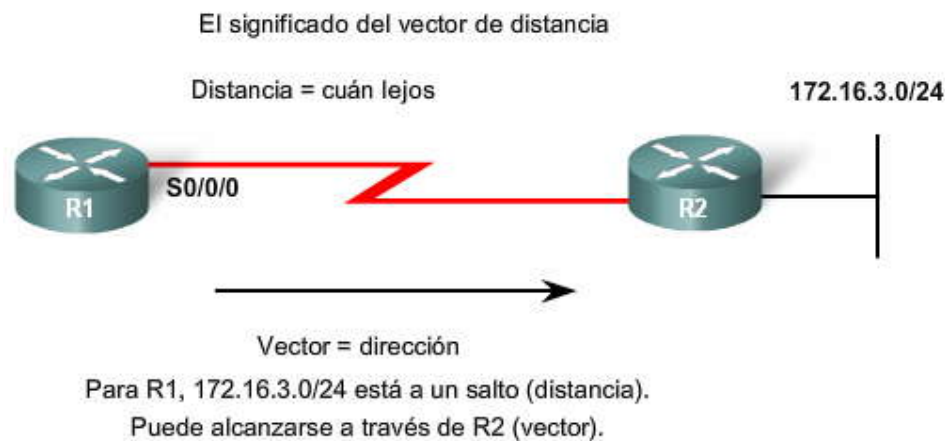 El significado del vector de distancia
Distancia = cuán lejos
172.16.3.0/24
S0/0/0
R1
R2
Vector = dirección
Para R1, 172.16.3.0/24 está a un salto (distancia).
Puede alcanzarse a través de R2 (vector).